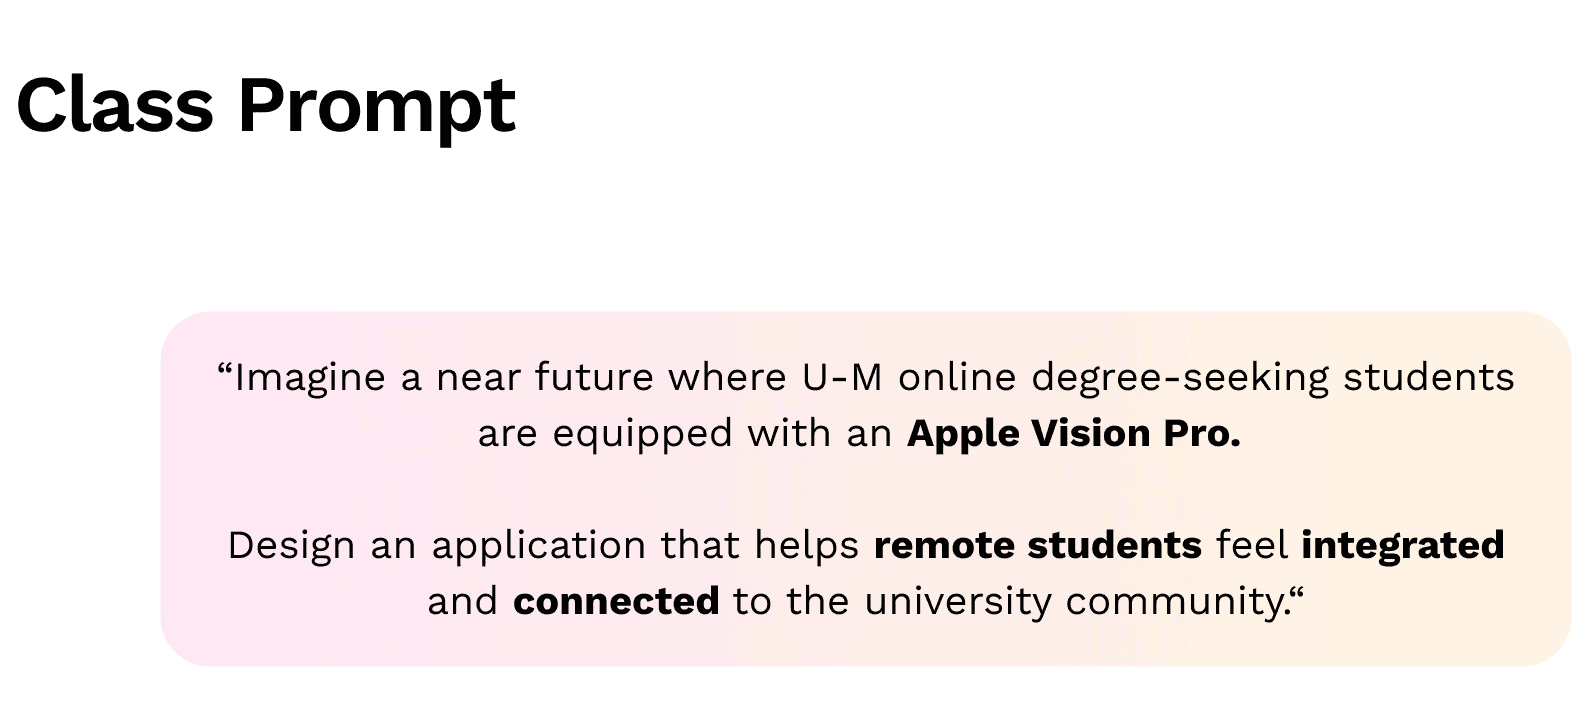 Class Prompt
“Imagine a near future where U-M online degree-seeking students
are equipped with an Apple Vision Pro.
Design an application that helps remote students feel integrated
and connected to the university community.“